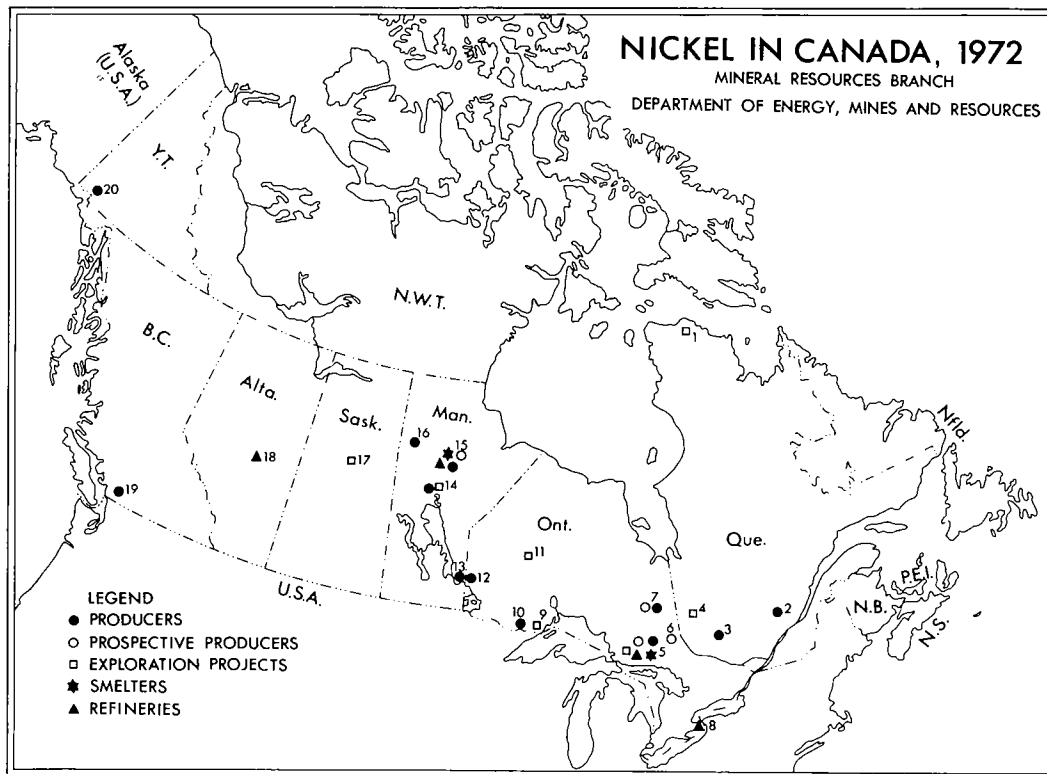 NICKEL IN CANADA, 1972
MINERAL RESOURCES BRANCH
DEPARTMENT OF ENERGY, MINES AND RESOURCES
Alaska
(U.S.A.)
Y.T.
20
N.W.T.
B.C.
1
Alta.
Sask.
Man.
Nfld.
16
15
18
17
14
19
Ont.
Que.
11
13
12
P.E.I.
U.S.A.
N.B.
N.S.
7
4
2
10
9
3
6
5
8
LEGEND
PRODUCERS
PROSPECTIVE PRODUCERS
EXPLORATION PROJECTS
SMELTERS
REFINERIES